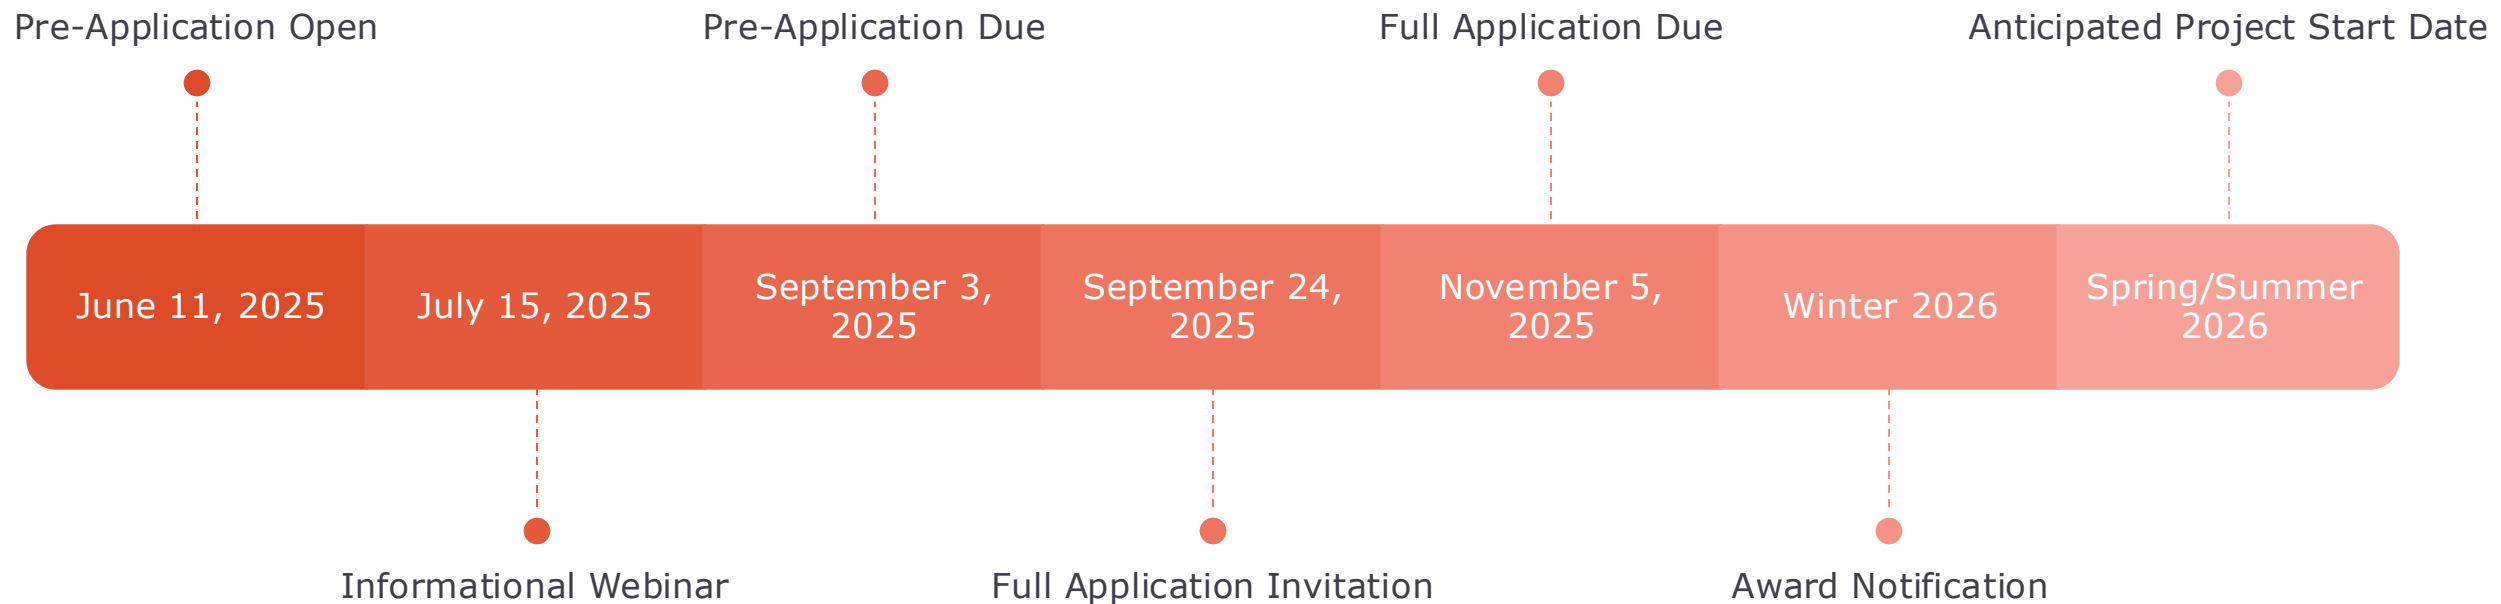 Pre-Application Open
Pre-Application Due
Full Application Due
Anticipated Project Start Date
June 11, 2025
July 15, 2025
September 3,
2025
September 24,
2025
November 5,
2025
Winter 2026
Spring/Summer
2026
Informational Webinar
Full Application Invitation
Award Notification